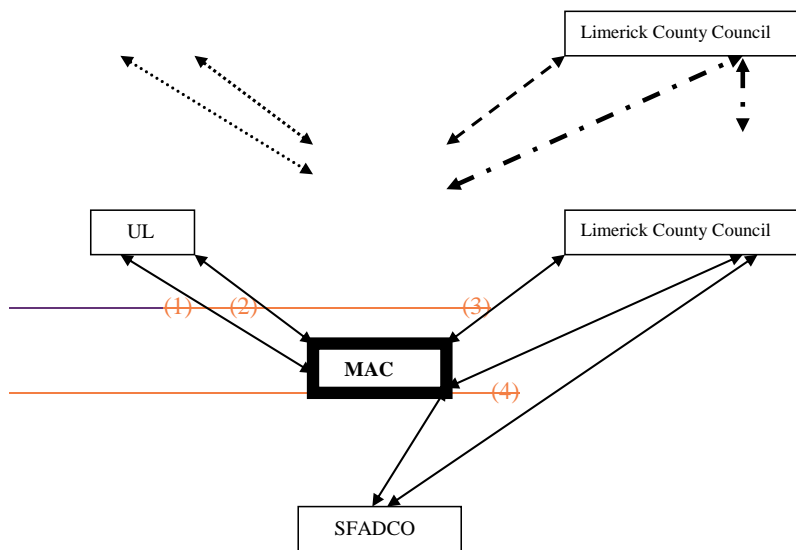 Limerick County Council
UL
Limerick County Council
(1)
(2)
(3)
MAC
(4)
SFADCO